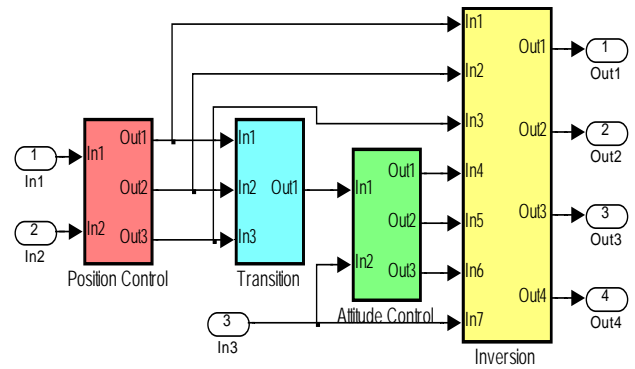 In1
In2
In3
In4
In5
In6
In7
Out1
Out2
Out3
Out4
Inversion
1
Out1
2
Out2
3
Out3
4
Out4
1
In1
2
In2
In1
In2
Out1
Out2
Out3
Position Control
In1
In2
In3
Out1
Transition
In1
In2
Out1
Out2
Out3
Attitude Control
3
In3